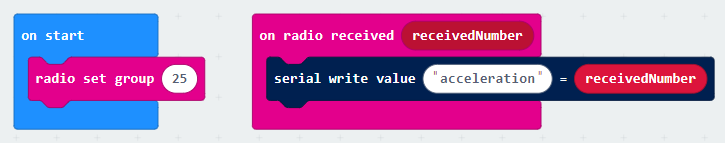 on start
radio set group 25
on radio received receivedNumber
serial write value "acceleration" = receivedNumber